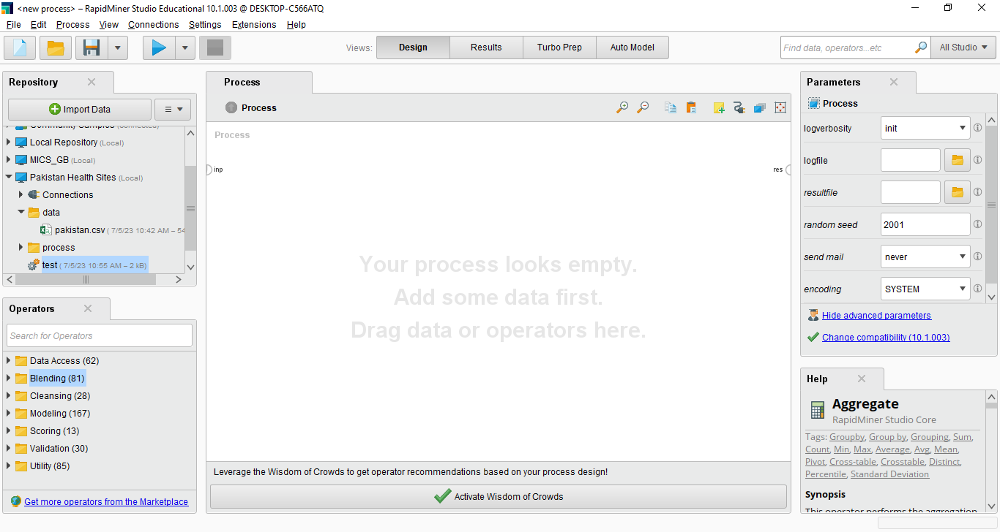 <new process> – RapidMiner Studio Educational 10.1.003 @ DESKTOP-C566ATQ
File Edit Process View Connections Settings Extensions Help
Views: Design Results Turbo Prep Auto Model
Find data, operators...etc
All Studio
Repository
Import Data
Community Samples (connected)
Local Repository (Local)
MICS_GB (Local)
Pakistan Health Sites (Local)
Connections
data
pakistan.csv ( 7/5/23 10:42 AM – 54
process
test ( 7/5/23 10:55 AM – 2 kB)
Operators
Search for Operators
Data Access (62)
Blending (81)
Cleansing (28)
Modeling (167)
Scoring (13)
Validation (30)
Utility (85)
Get more operators from the Marketplace
Process
Process
Process
inp
res
Your process looks empty.
Add some data first.
Drag data or operators here.
Leverage the Wisdom of Crowds to get operator recommendations based on your process design!
Activate Wisdom of Crowds
Parameters
Process
logverbosity init
logfile
resultfile
random seed 2001
send mail never
encoding SYSTEM
Hide advanced parameters
Change compatibility (10.1.003)
Help
Aggregate
RapidMiner Studio Core
Tags: Groupby, Group by, Grouping, Sum,
Count, Min, Max, Average, Avg, Mean,
Pivot, Cross-table, Crosstable, Distinct,
Percentile, Standard Deviation
Synopsis
This operator performs the aggregation